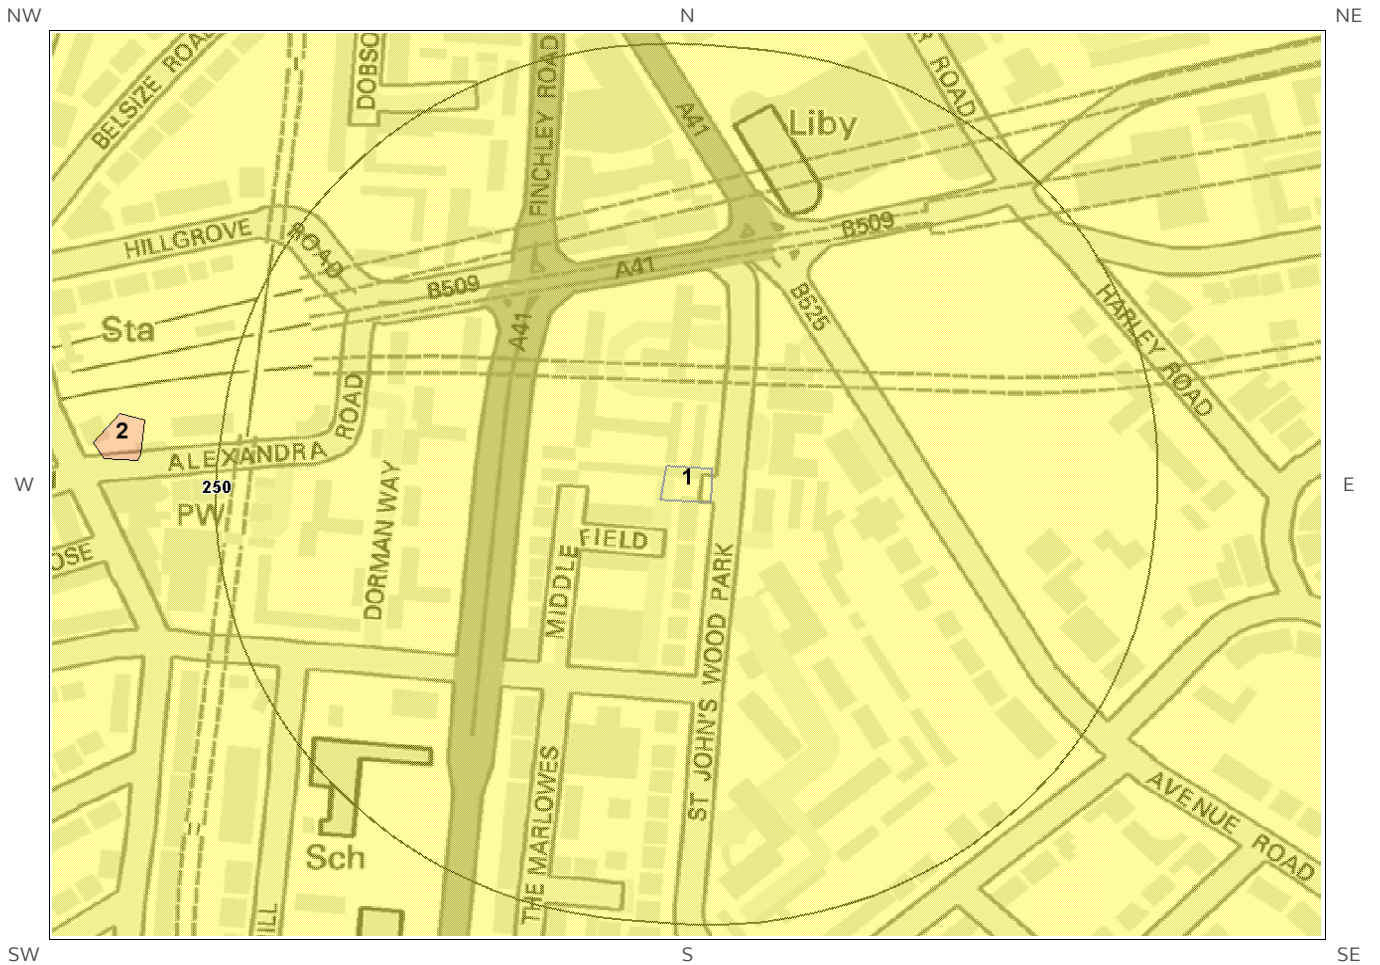 NW
N
NE
BELSIZE ROA
DOBSO
FINCHLEY ROAD
A41
Liby
R ROAD
HILLGROVE
ROAD
B509
A41
B509
B525
A41
Sta
HARLEY ROAD
ROAD
2
ALEXANDRA
W
250
1
E
PW
DORMAN WAY
MIDDLE
FIELD
OSE
ST JOHN'S WOOD PARK
THE MARLOWES
Sch
AVENUE ROAD
ILL
SW
S
SE